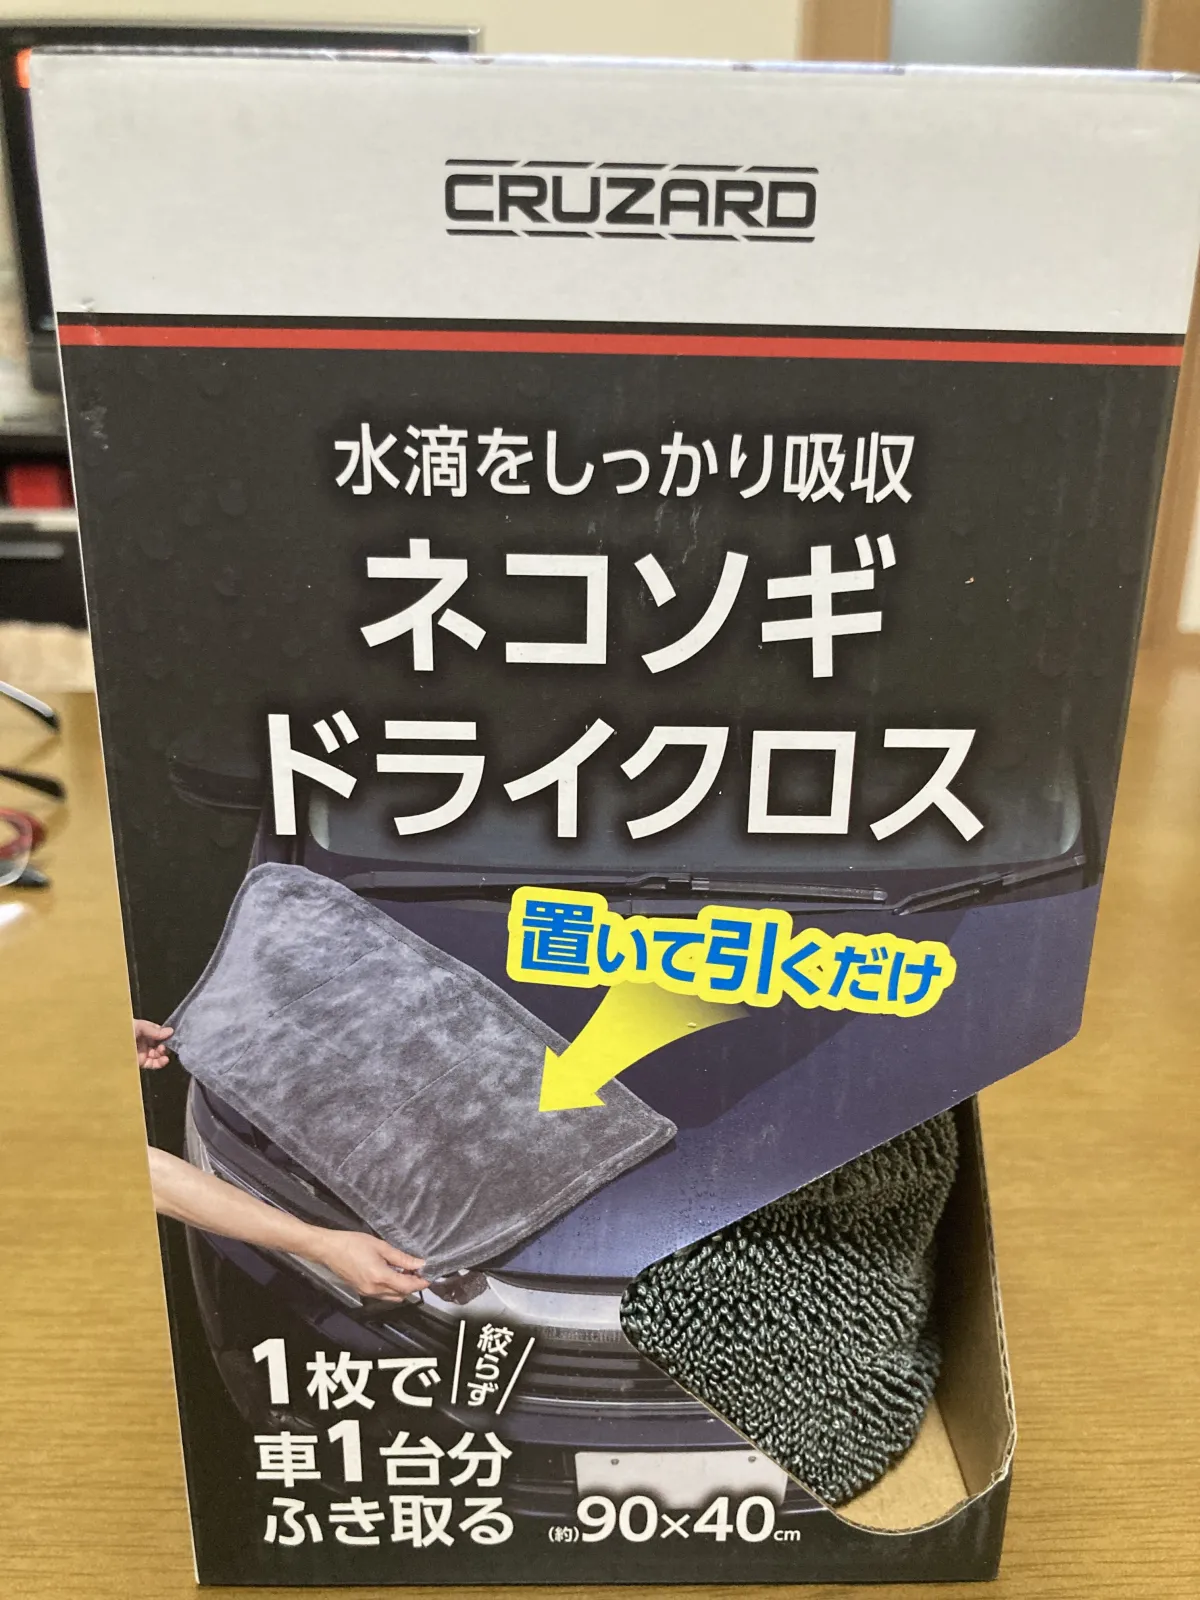 CRUZARD
水滴をしっかり吸収
ネコソギ
ドライクロス
置いて引くだけ
1枚で 絞らず
車1台分
ふき取る
(約)90×40cm